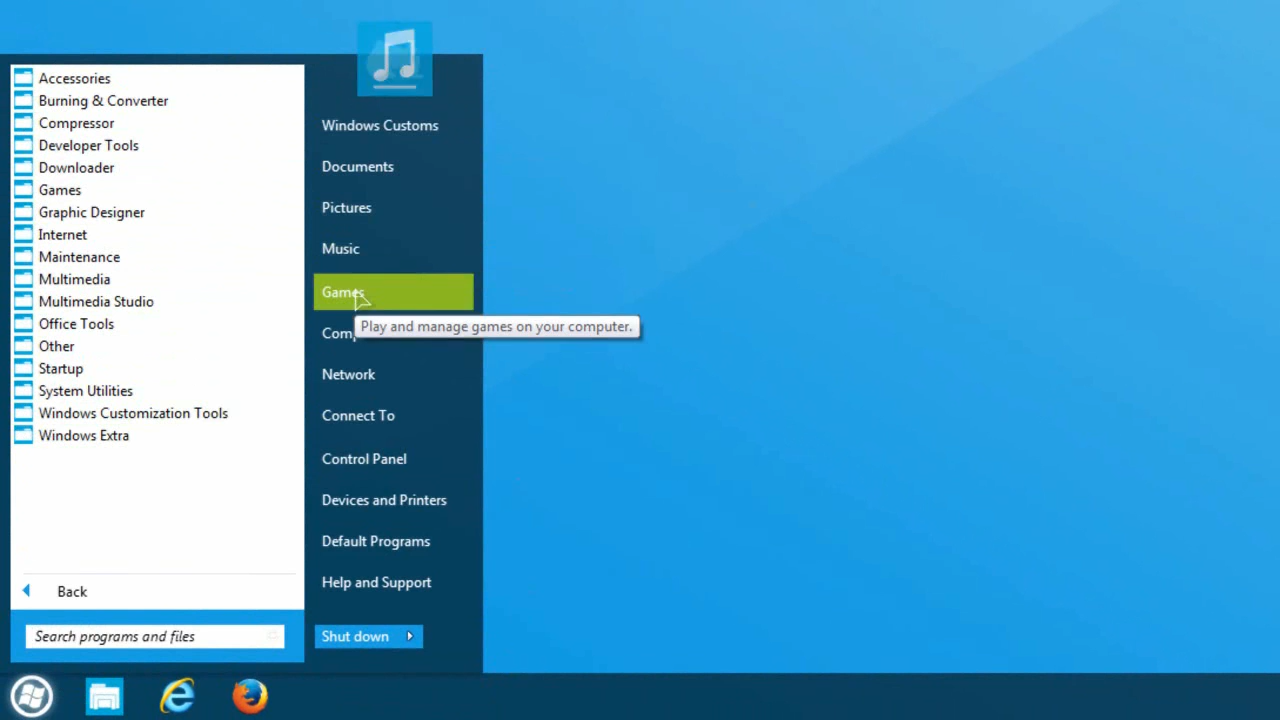 Accessories
Burning & Converter
Compressor
Developer Tools
Downloader
Games
Graphic Designer
Internet
Maintenance
Multimedia
Multimedia Studio
Office Tools
Other
Startup
System Utilities
Windows Customization Tools
Windows Extra
Back
Search programs and files
Windows Customs
Documents
Pictures
Music
Games
Play and manage games on your computer.
Comp
Network
Connect To
Control Panel
Devices and Printers
Default Programs
Help and Support
Shut down